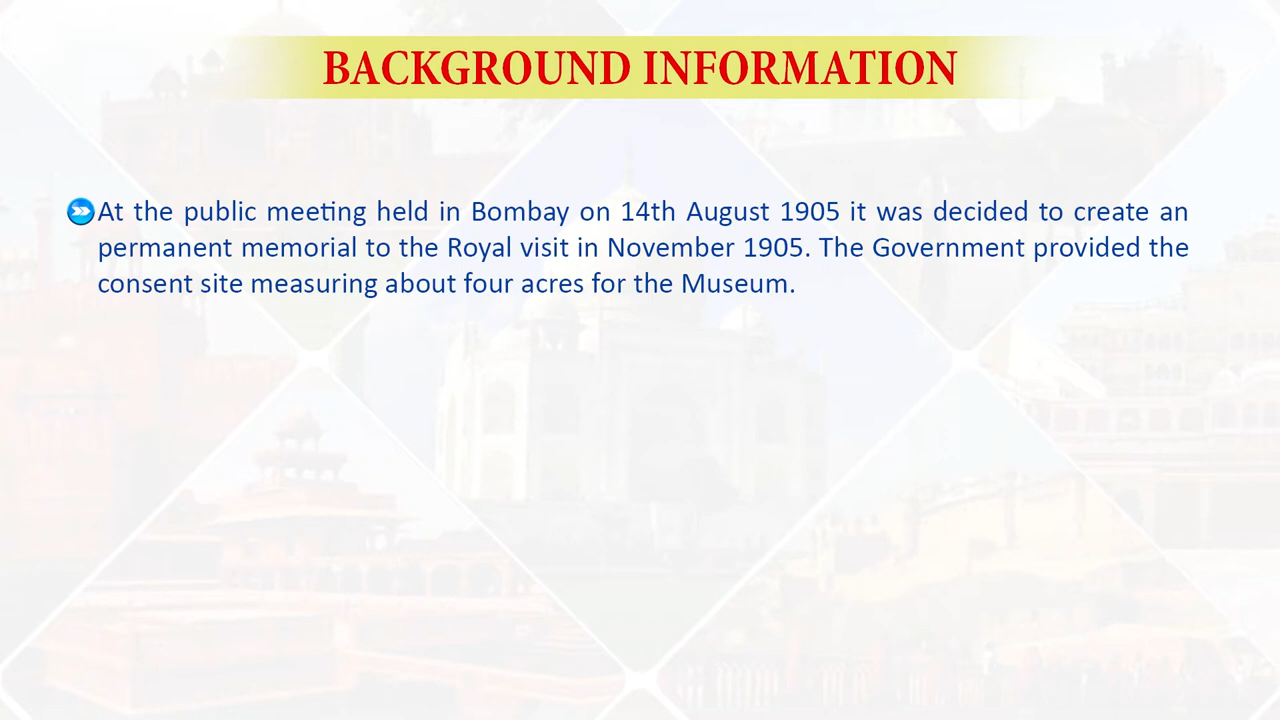 BACKGROUND INFORMATION
At the public meeting held in Bombay on 14th August 1905 it was decided to create an
permanent memorial to the Royal visit in November 1905. The Government provided the
consent site measuring about four acres for the Museum.